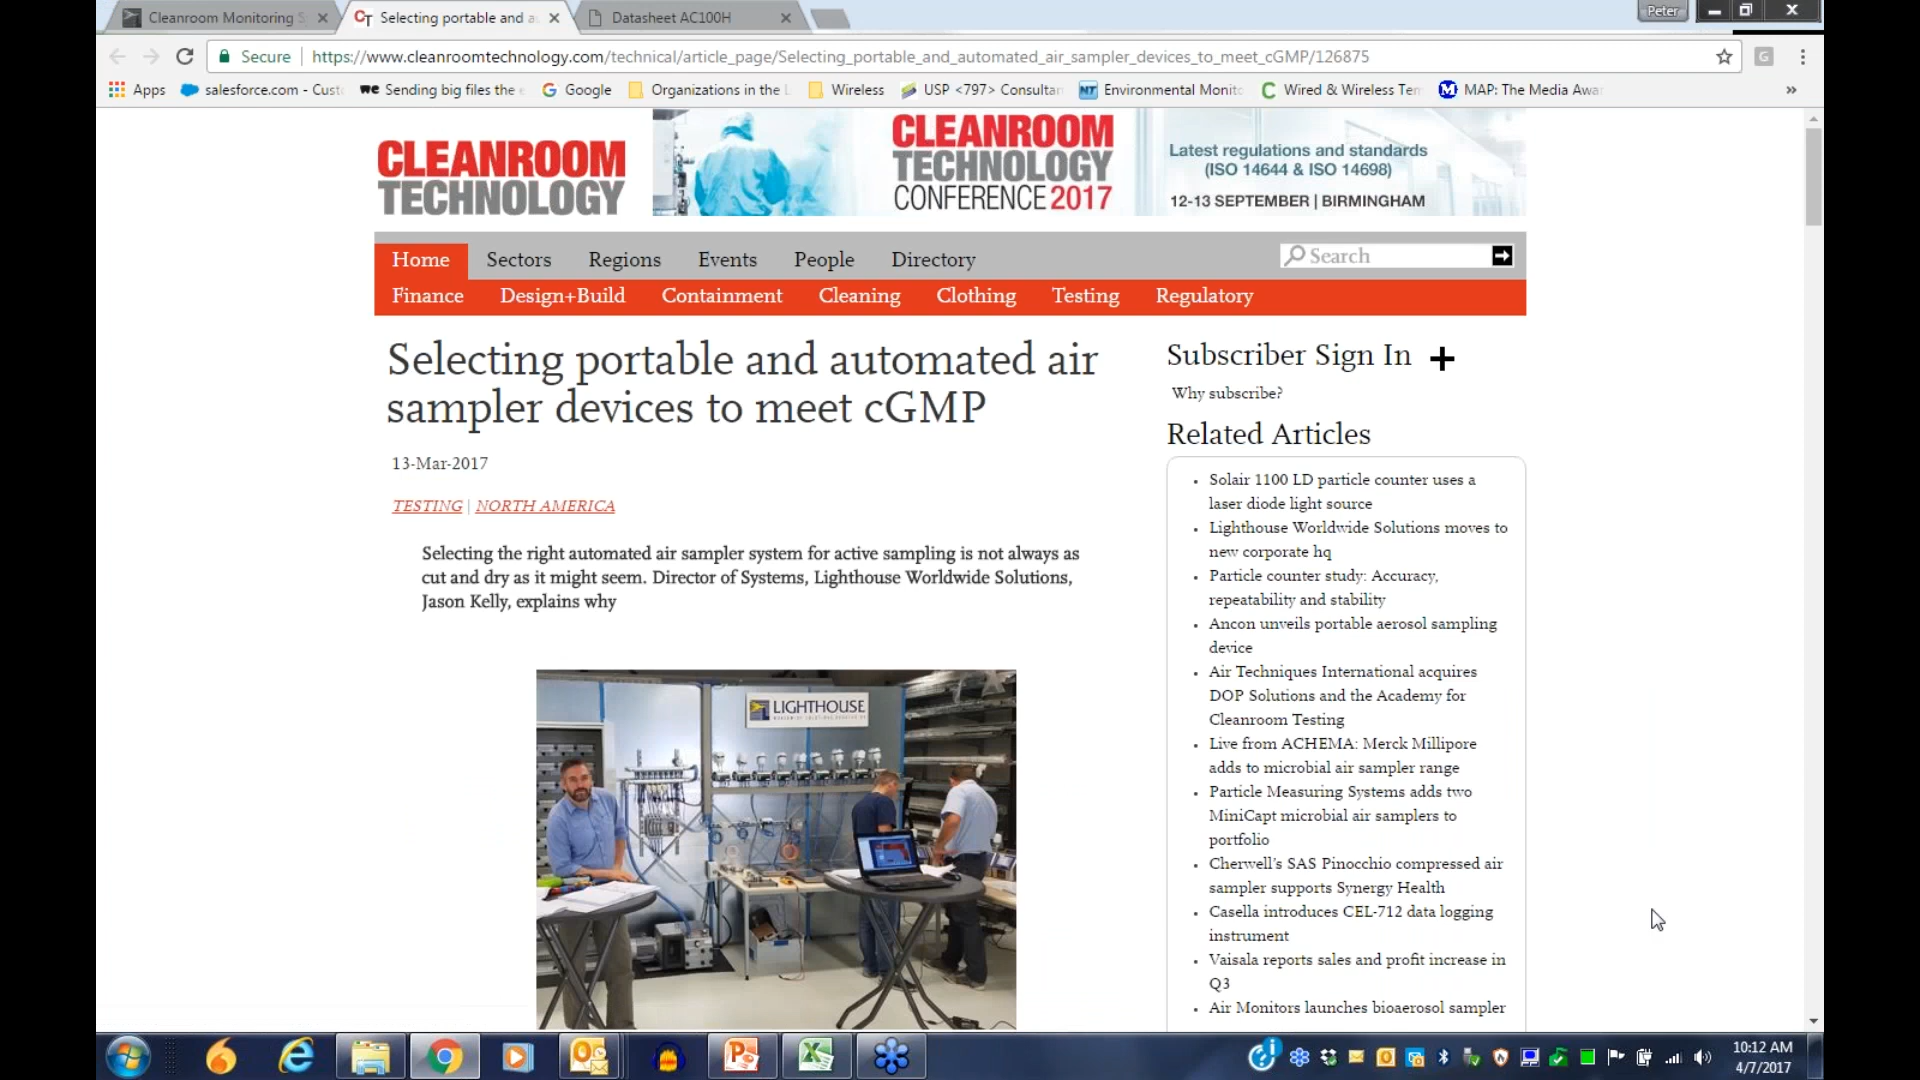 Cleanroom Monitoring S
Selecting portable and a
Datasheet AC100H
Peter
Secure
https://www.cleanroomtechnology.com/technical/article_page/Selecting_portable_and_automated_air_sampler_devices_to_meet_cGMP/126875
Apps
salesforce.com - Cust
we Sending big files the e
Google
Organizations in the L
Wireless
USP <797> Consultan
NT Environmental Monito
Wired & Wireless Tem
MAP: The Media Awa
»
CLEANROOM
TECHNOLOGY
CLEANROOM
TECHNOLOGY
CONFERENCE 2017
Latest regulations and standards
(ISO 14644 & ISO 14698)
12-13 SEPTEMBER | BIRMINGHAM
Home Sectors Regions Events People Directory
Search
Finance Design+Build Containment Cleaning Clothing Testing Regulatory
Selecting portable and automated air
sampler devices to meet cGMP
13-Mar-2017
TESTING | NORTH AMERICA
Selecting the right automated air sampler system for active sampling is not always as
cut and dry as it might seem. Director of Systems, Lighthouse Worldwide Solutions,
Jason Kelly, explains why
LIGHTHOUSE
Subscriber Sign In +
Why subscribe?
Related Articles
Solair 1100 LD particle counter uses a
laser diode light source
Lighthouse Worldwide Solutions moves to
new corporate hq
Particle counter study: Accuracy,
repeatability and stability
Ancon unveils portable aerosol sampling
device
Air Techniques International acquires
DOP Solutions and the Academy for
Cleanroom Testing
Live from ACHEMA: Merck Millipore
adds to microbial air sampler range
Particle Measuring Systems adds two
MiniCapt microbial air samplers to
portfolio
Cherwell's SAS Pinocchio compressed air
sampler supports Synergy Health
Casella introduces CEL-712 data logging
instrument
Vaisala reports sales and profit increase in
Q3
Air Monitors launches bioaerosol sampler
10:12 AM
4/7/2017